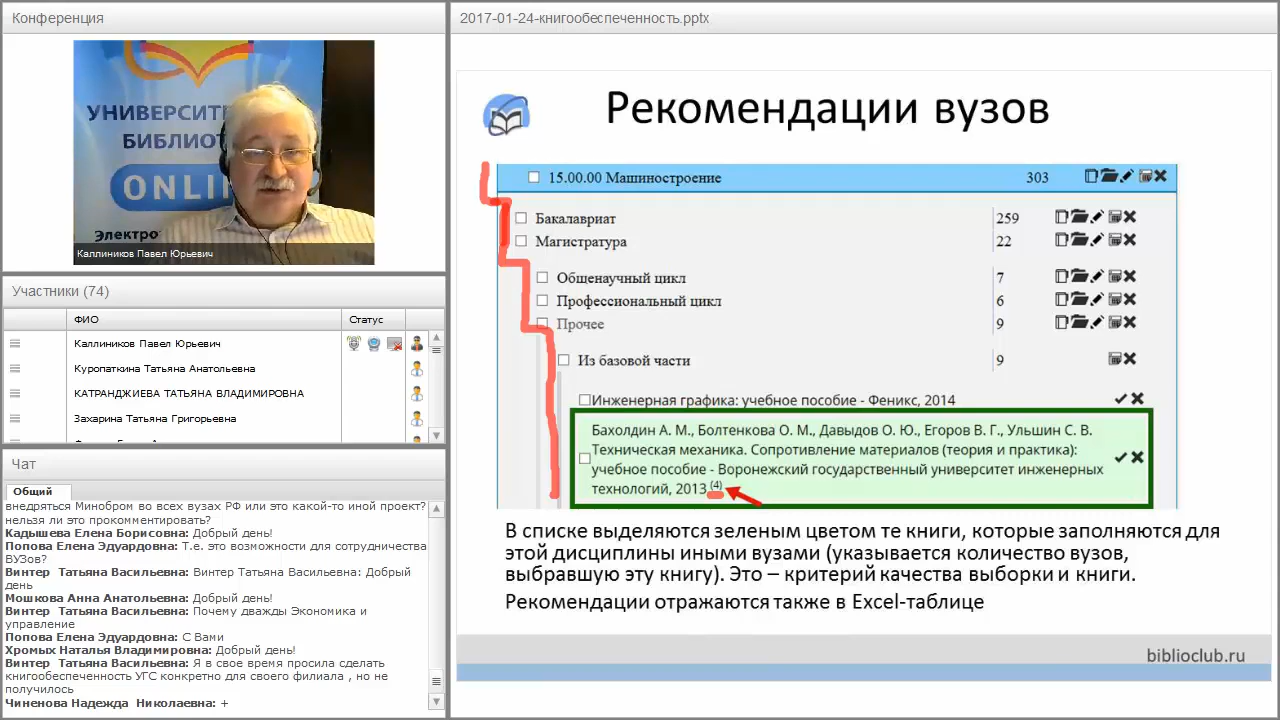 Конференция
УНИВЕРСИТЕ
БИБЛИОТ
ONLI
Электро
Каллиников Павел Юрьевич
Участники (74)
ФИО Статус
Каллиников Павел Юрьевич
Куропаткина Татьяна Анатольевна
КАТРАНДЖИЕВА ТАТЬЯНА ВЛАДИМИРОВНА
Захарина Татьяна Григорьевна
Чат
Общий
внедрять) Минобром во всех вузах РФ или это какой-то иной проект?
нельзя ли это прокомментировать?
Кадышева Елена Борисовна: Добрый день!
Попова Елена Эдуардовна: Т.е. это возможности для сотрудничества
ВУЗов?
Винтер Татьяна Васильевна: Винтер Татьяна Васильевна: Добрый
день
Мошкова Анна Анатольевна: Добрый день!
Винтер Татьяна Васильевна: Почему дважды Экономика и
управление
Попова Елена Эдуардовна: С Вами
Хромых Наталья Владимировна: Добрый день!
Винтер Татьяна Васильевна: Я в свое время просила сделать
книгообеспеченность УГС конкретно для своего филиала , но не
получилось
Чиненова Надежда Николаевна: +
2017-01-24-книгообеспеченность.pptx
Рекомендации вузов
15.00.00 Машиностроение 303
Бакалавриат 259
Магистратура 22
Общенаучный цикл 7
Профессиональный цикл 6
Прочее 9
Из базовой части 9
Инженерная графика: учебное пособие - Феникс, 2014
Бахолдин А. М., Болтенкова О. М., Давыдов О. Ю., Егоров В. Г., Ульшин С. В.
Техническая механика. Сопротивление материалов (теория и практика):
учебное пособие - Воронежский государственный университет инженерных
технологий, 2013 (4)
В списке выделяются зеленым цветом те книги, которые заполняются для
этой дисциплины иными вузами (указывается количество вузов,
выбравшую эту книгу). Это – критерий качества выборки и книги.
Рекомендации отражаются также в Excel-таблице
biblioclub.ru